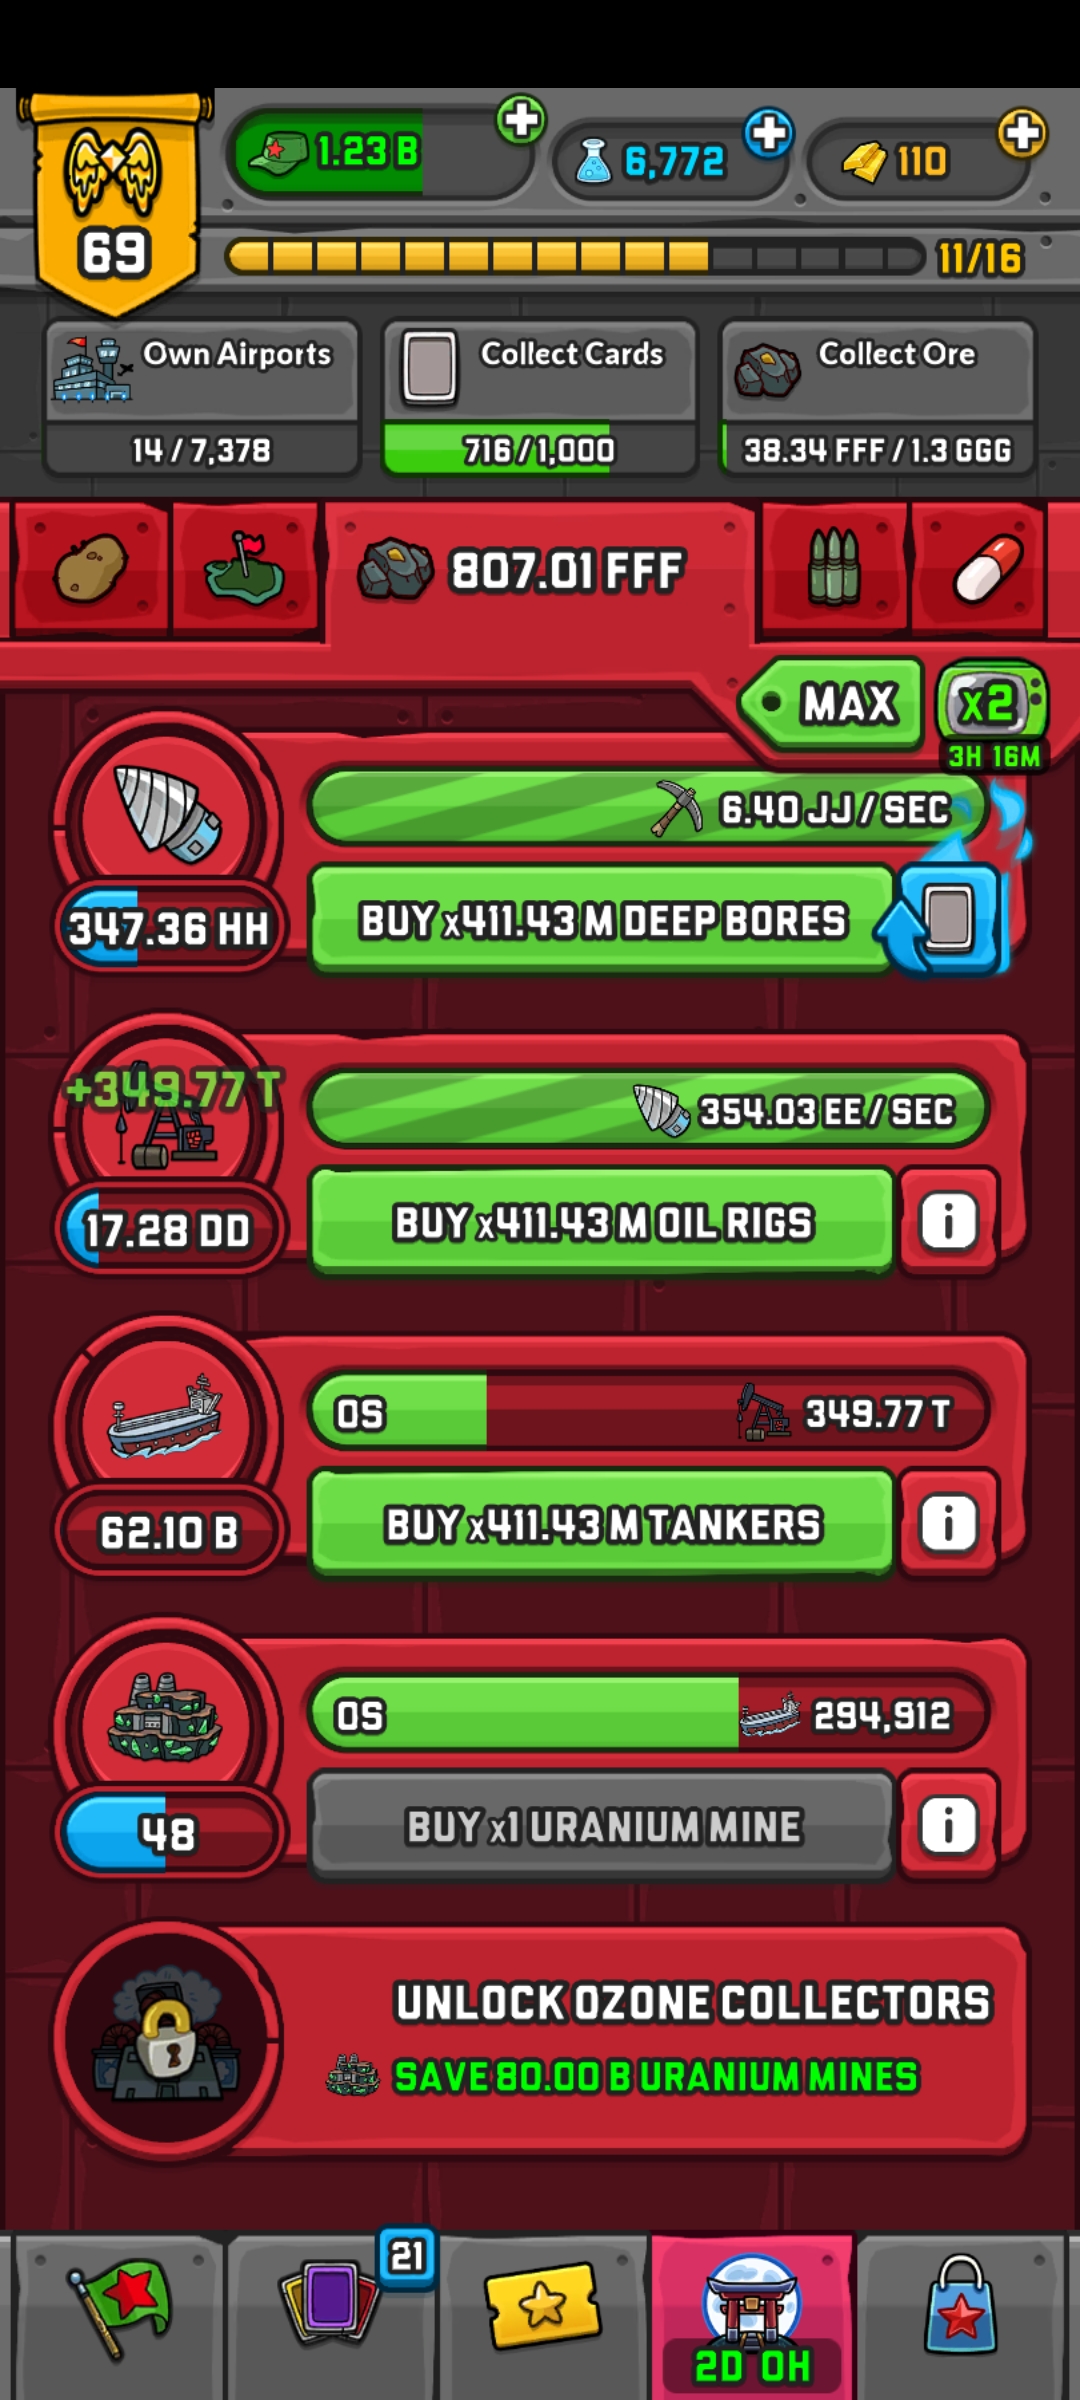 69
1.23 B
6,772
110
11/16
Own Airports
14 / 7,378
Collect Cards
716 / 1,000
Collect Ore
38.34 FFF / 1.3 GGG
807.01 FFF
MAX
x2
3H 16M
6.40 JJ / SEC
347.36 HH
BUY x411.43 M DEEP BORES
+349.77 T
354.03 EE / SEC
17.28 DD
BUY x411.43 M OIL RIGS
0S
349.77 T
62.10 B
BUY x411.43 M TANKERS
0S
294,912
48
BUY x1 URANIUM MINE
UNLOCK OZONE COLLECTORS
SAVE 80.00 B URANIUM MINES
21
2D 0H